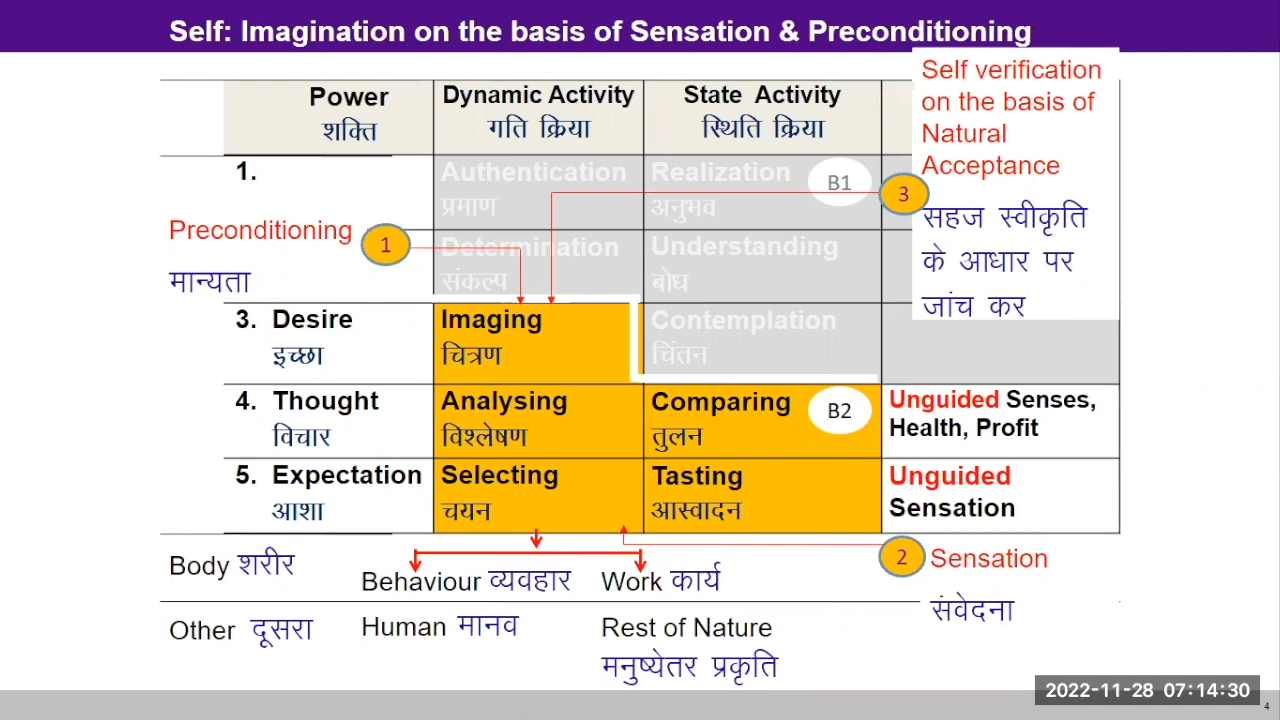 Self: Imagination on the basis of Sensation & Preconditioning
Power
शक्ति
Dynamic Activity
गति क्रिया
State Activity
स्थिति क्रिया
Self verification
on the basis of
Natural
Acceptance
सहज स्वीकृति
के आधार पर
जांच कर
3
1.
Authentication
प्रमाण
Realization
अनुभव
B1
Preconditioning
मान्यता
1
Determination
संकल्प
Understanding
बोध
3. Desire
इच्छा
Imaging
चित्रण
Contemplation
चिंतन
4. Thought
विचार
Analysing
विश्लेषण
Comparing
तुलन
B2
Unguided Senses,
Health, Profit
5. Expectation
आशा
Selecting
चयन
Tasting
आस्वादन
Unguided
Sensation
Body शरीर
Behaviour व्यवहार
Work कार्य
2
Sensation
संवेदना
Other दूसरा
Human मानव
Rest of Nature
मनुष्येतर प्रकृति
2022-11-28 07:14:30
4